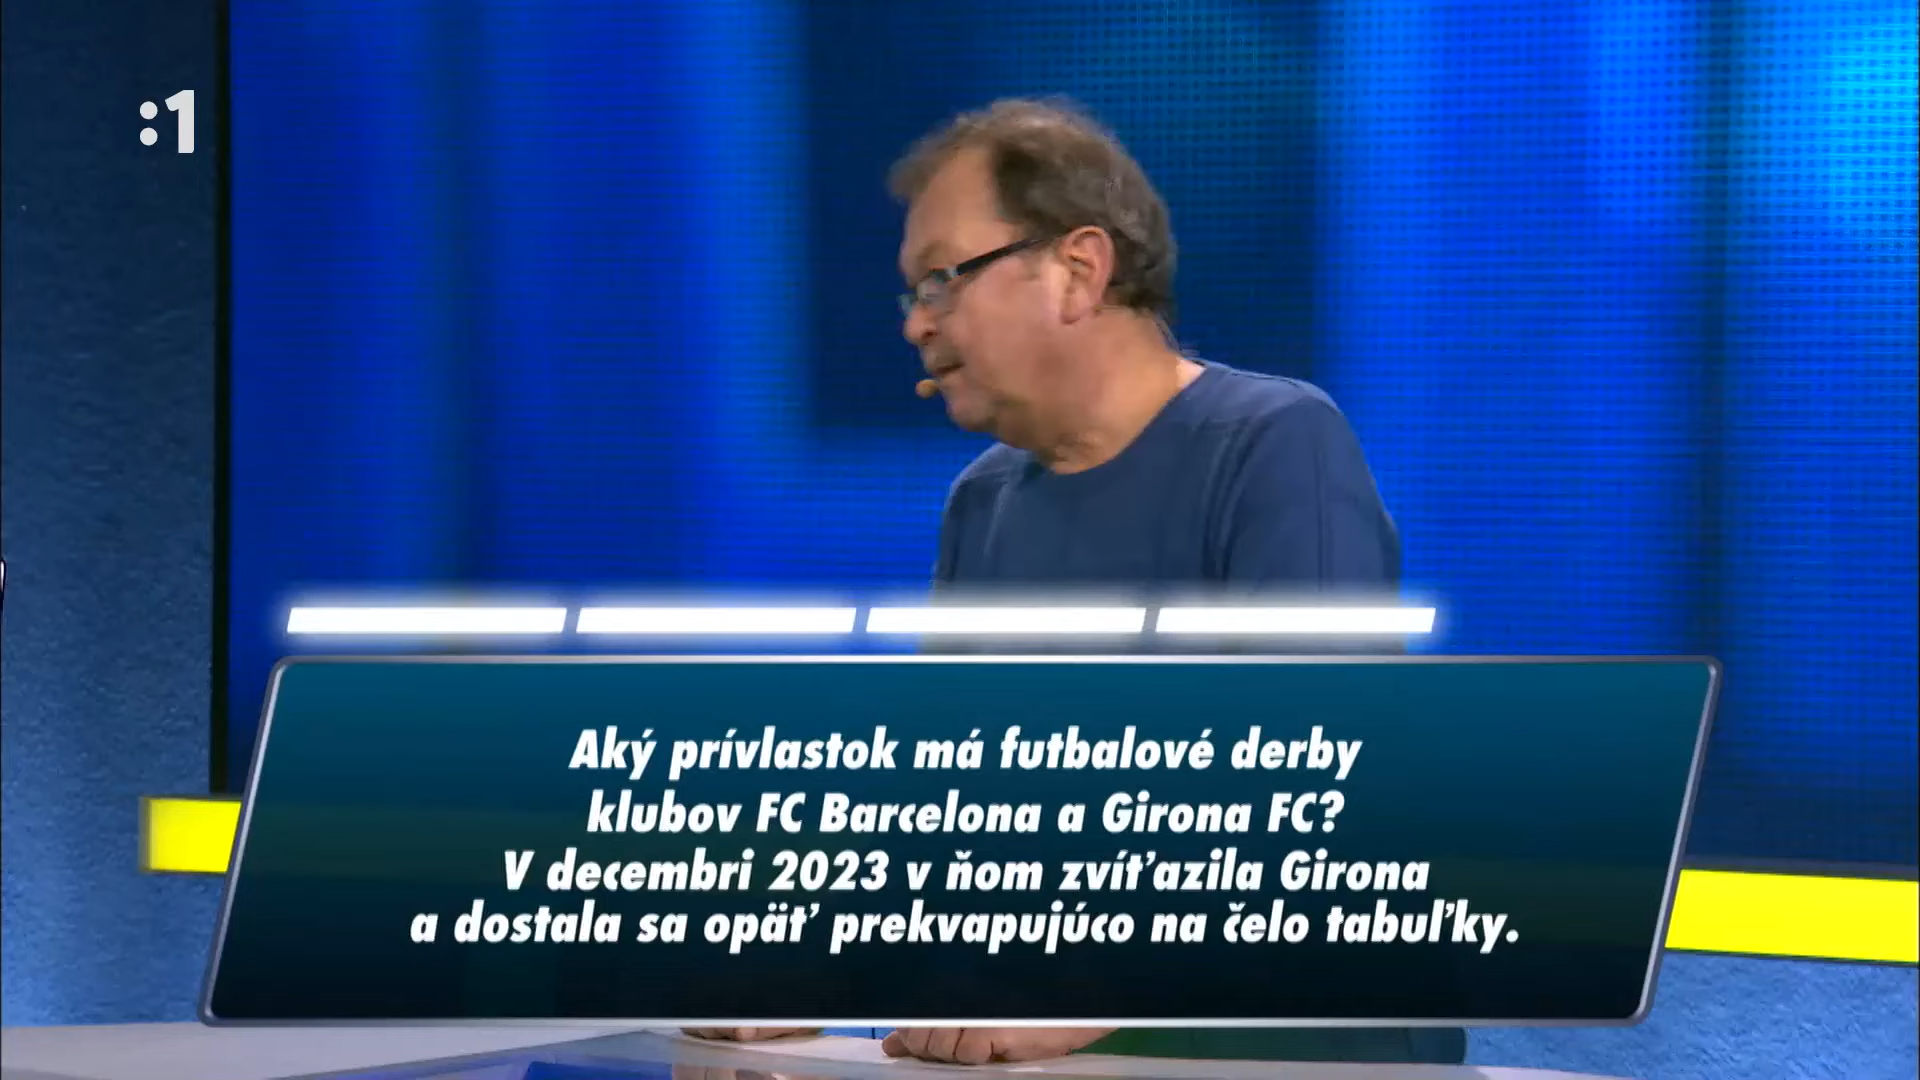 :1
Aký prívlastok má futbalové derby
klubov FC Barcelona a Girona FC?
V decembri 2023 v ňom zvíťazila Girona
a dostala sa opäť prekvapujúco na čelo tabuľky.